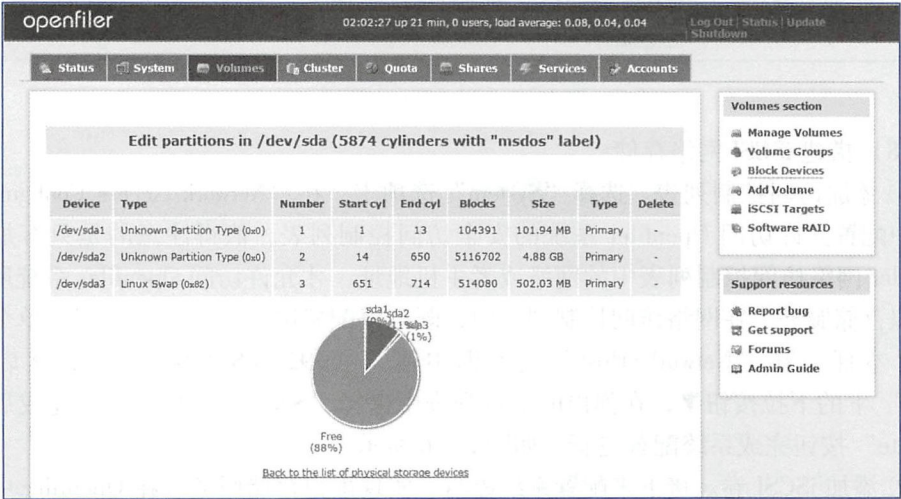 openfiler
02:02:27 up 21 min, 0 users, load average: 0.08, 0.04, 0.04
Log Out | Status | Update
| Shutdown
Status System Volumes Cluster Quota Shares Services Accounts
Edit partitions in /dev/sda (5874 cylinders with "msdos" label)
Device Type Number Start cyl End cyl Blocks Size Type Delete
/dev/sda1 Unknown Partition Type (0x0) 1 1 13 104391 101.94 MB Primary -
/dev/sda2 Unknown Partition Type (0x0) 2 14 650 5116702 4.88 GB Primary -
/dev/sda3 Linux Swap (0x82) 3 651 714 514080 502.03 MB Primary -
sda1
(0%)
sda2
(11%)
sda3
(1%)
Free
(88%)
Back to the list of physical storage devices
Volumes section
Manage Volumes
Volume Groups
Block Devices
Add Volume
iSCSI Targets
Software RAID
Support resources
Report bug
Get support
Forums
Admin Guide